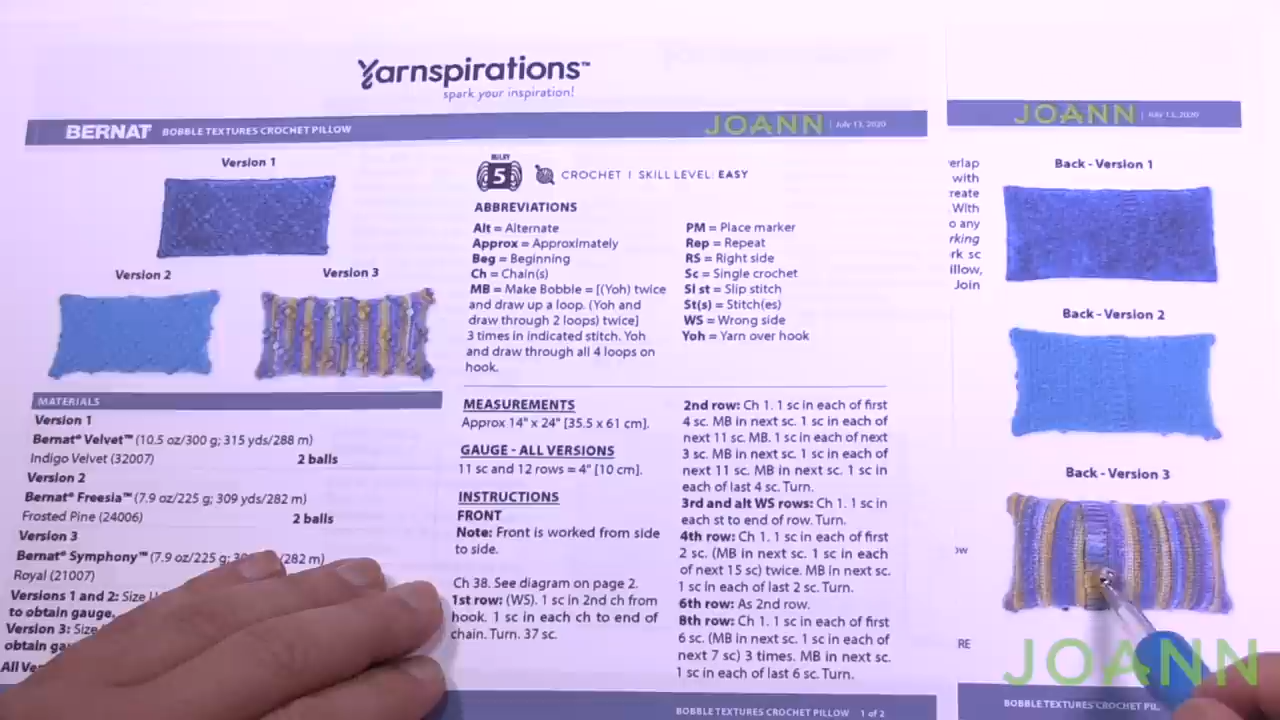 Yarnspirations™
spark your inspiration!
BERNAT BOBBLE TEXTURES CROCHET PILLOW JOANN | July 13, 2020
Version 1
Version 2
Version 3
MATERIALS
Version 1
Bernat® Velvet™ (10.5 oz/300 g; 315 yds/288 m)
Indigo Velvet (32007) 2 balls
Version 2
Bernat® Freesia™ (7.9 oz/225 g; 309 yds/282 m)
Frosted Pine (24006) 2 balls
Version 3
Bernat® Symphony™ (7.9 oz/225 g; /282 m)
Royal (21007)
Versions 1 and 2: Size
to obtain gauge.
Version 3: Size
obtain
All
BULKY
5 CROCHET | SKILL LEVEL: EASY
ABBREVIATIONS
Alt = Alternate
Approx = Approximately
Beg = Beginning
Ch = Chain(s)
MB = Make Bobble = [(Yoh) twice
and draw up a loop. (Yoh and
draw through 2 loops) twice]
3 times in indicated stitch. Yoh
and draw through all 4 loops on
hook.
PM = Place marker
Rep = Repeat
RS = Right side
Sc = Single crochet
Sl st = Slip stitch
St(s) = Stitch(es)
WS = Wrong side
Yoh = Yarn over hook
MEASUREMENTS
Approx 14" x 24" [35.5 x 61 cm].
GAUGE - ALL VERSIONS
11 sc and 12 rows = 4" [10 cm].
INSTRUCTIONS
FRONT
Note: Front is worked from side
to side.
Ch 38. See diagram on page 2.
1st row: (WS). 1 sc in 2nd ch from
hook. 1 sc in each ch to end of
chain. Turn. 37 sc.
2nd row: Ch 1. 1 sc in each of first
4 sc. MB in next sc. 1 sc in each of
next 11 sc. MB. 1 sc in each of next
3 sc. MB in next sc. 1 sc in each of
next 11 sc. MB in next sc. 1 sc in
each of last 4 sc. Turn.
3rd and alt WS rows: Ch 1. 1 sc in
each st to end of row. Turn.
4th row: Ch 1. 1 sc in each of first
2 sc. (MB in next sc. 1 sc in each
of next 15 sc) twice. MB in next sc.
1 sc in each of last 2 sc. Turn.
6th row: As 2nd row.
8th row: Ch 1. 1 sc in each of first
6 sc. (MB in next sc. 1 sc in each of
next 7 sc) 3 times. MB in next sc.
1 sc in each of last 6 sc. Turn.
BOBBLE TEXTURES CROCHET PILLOW 1 of 2
JOANN | July 13, 2020
verlap
with
reate
With
o any
rking
rk sc
illow,
Join
ow
RE
Back - Version 1
Back - Version 2
Back - Version 3
JOANN
BOBBLE TEXTURES CROCHET